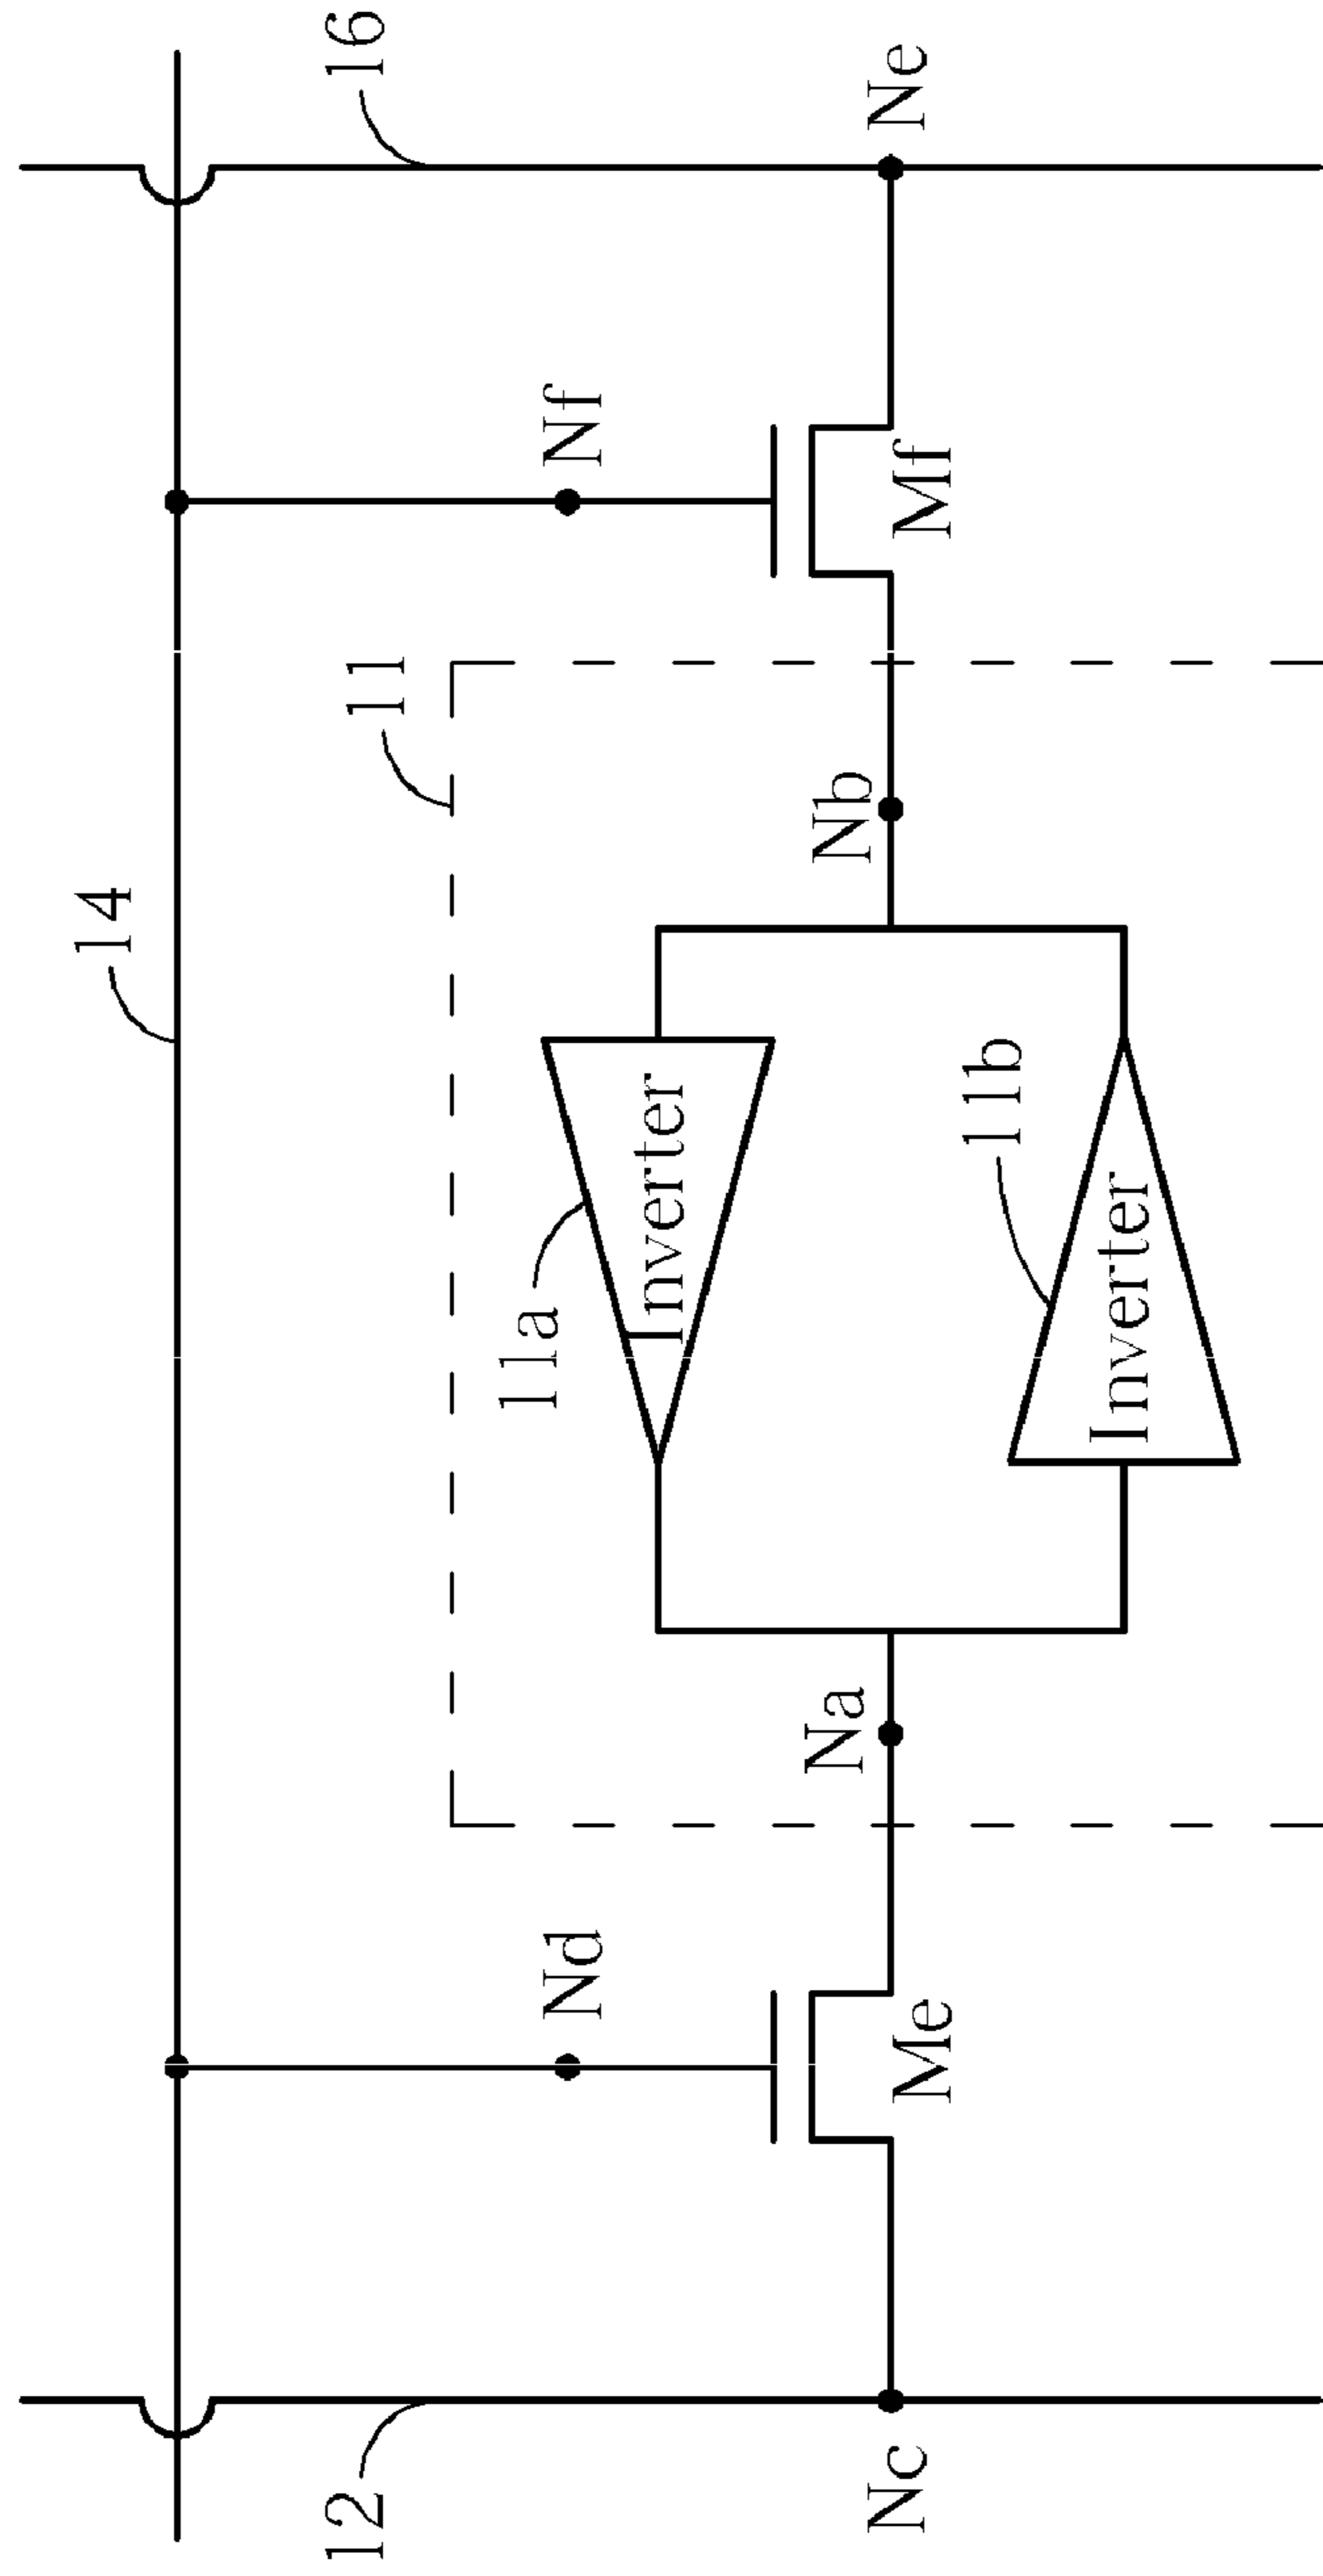 14
12
16
11
Nd
Nf
11a
Inverter
Nc
Na
Nb
Ne
Me
Mf
11b
Inverter